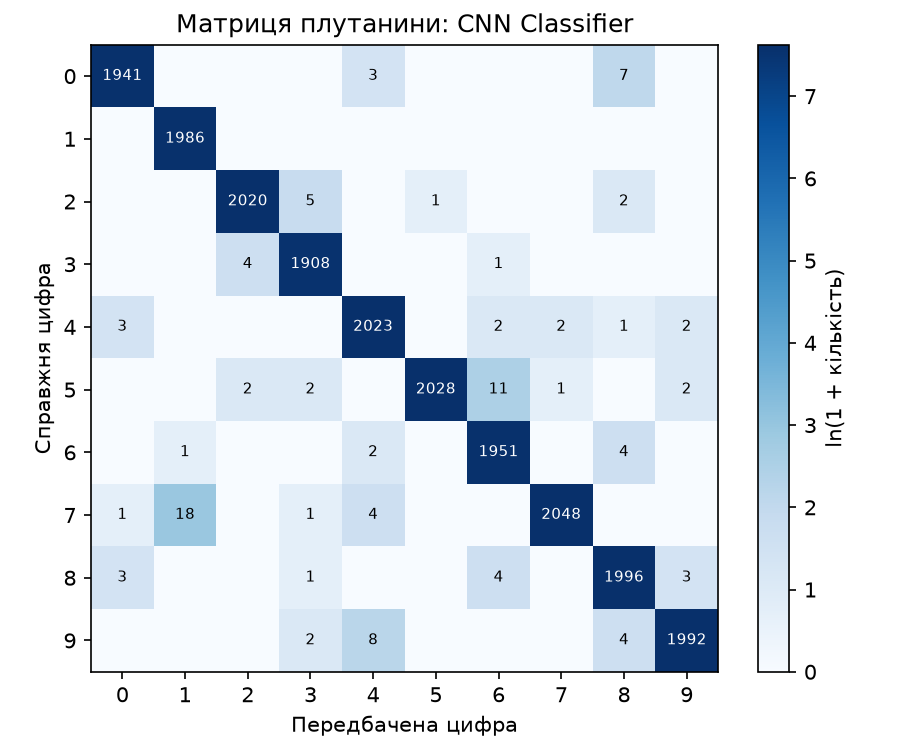 Матриця плутанини: CNN Classifier
0 1941 3 7
1 1986
2 2020 5 1 2
3 4 1908 1
4 3 2023 2 2 1 2
5 2 2 2028 11 1 2
6 1 2 1951 4
7 1 18 1 4 2048
8 3 1 4 1996 3
9 2 8 4 1992
0 1 2 3 4 5 6 7 8 9
Передбачена цифра
Справжня цифра
7
6
5
4
3
2
1
0
ln(1 + кількість)